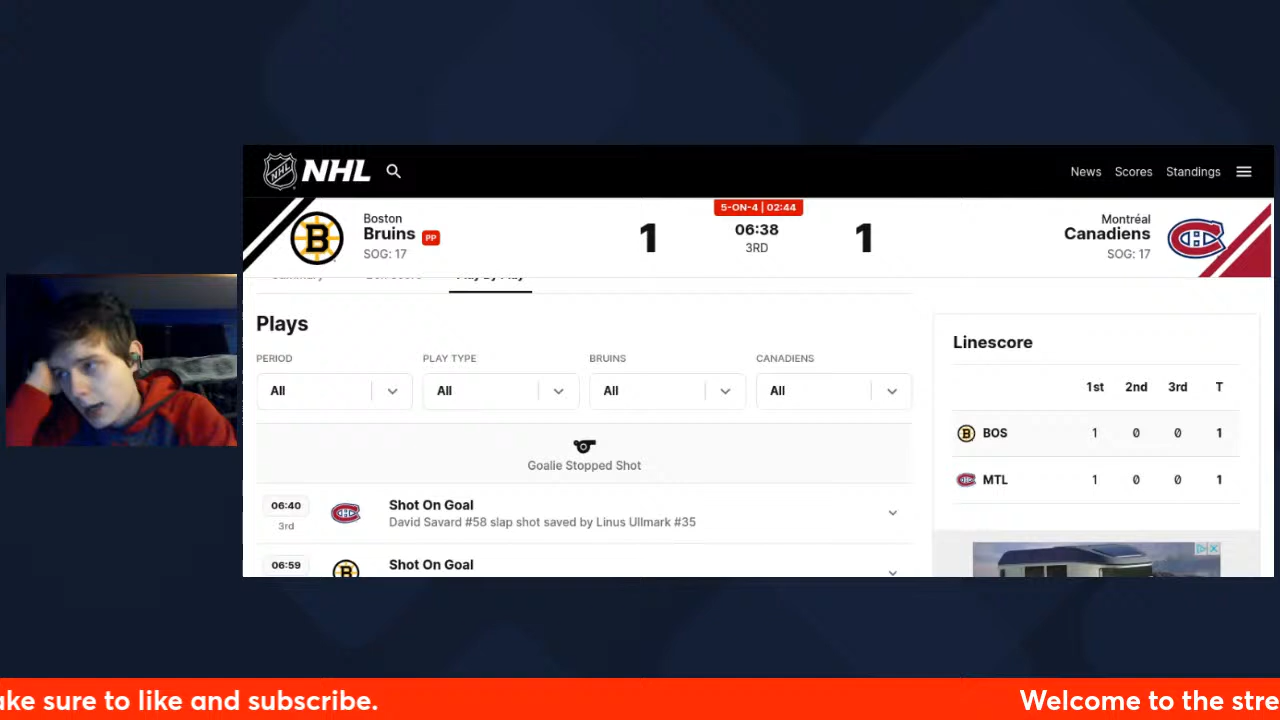 NHL
News Scores Standings
5-ON-4 | 02:44
Boston
Bruins PP
SOG: 17
1
06:38
3RD
1
Montréal
Canadiens
SOG: 17
Plays
PERIOD PLAY TYPE BRUINS CANADIENS
All All All All
Goalie Stopped Shot
06:40
3rd
Shot On Goal
David Savard #58 slap shot saved by Linus Ullmark #35
06:59
Shot On Goal
Linescore
1st 2nd 3rd T
BOS 1 0 0 1
MTL 1 0 0 1
ake sure to like and subscribe. Welcome to the stre